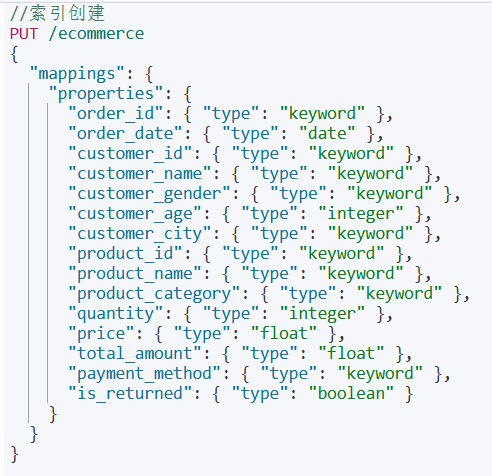 //索引创建
PUT /ecommerce
{
  "mappings": {
    "properties": {
      "order_id": { "type": "keyword" },
      "order_date": { "type": "date" },
      "customer_id": { "type": "keyword" },
      "customer_name": { "type": "keyword" },
      "customer_gender": { "type": "keyword" },
      "customer_age": { "type": "integer" },
      "customer_city": { "type": "keyword" },
      "product_id": { "type": "keyword" },
      "product_name": { "type": "keyword" },
      "product_category": { "type": "keyword" },
      "quantity": { "type": "integer" },
      "price": { "type": "float" },
      "total_amount": { "type": "float" },
      "payment_method": { "type": "keyword" },
      "is_returned": { "type": "boolean" }
    }
  }
}